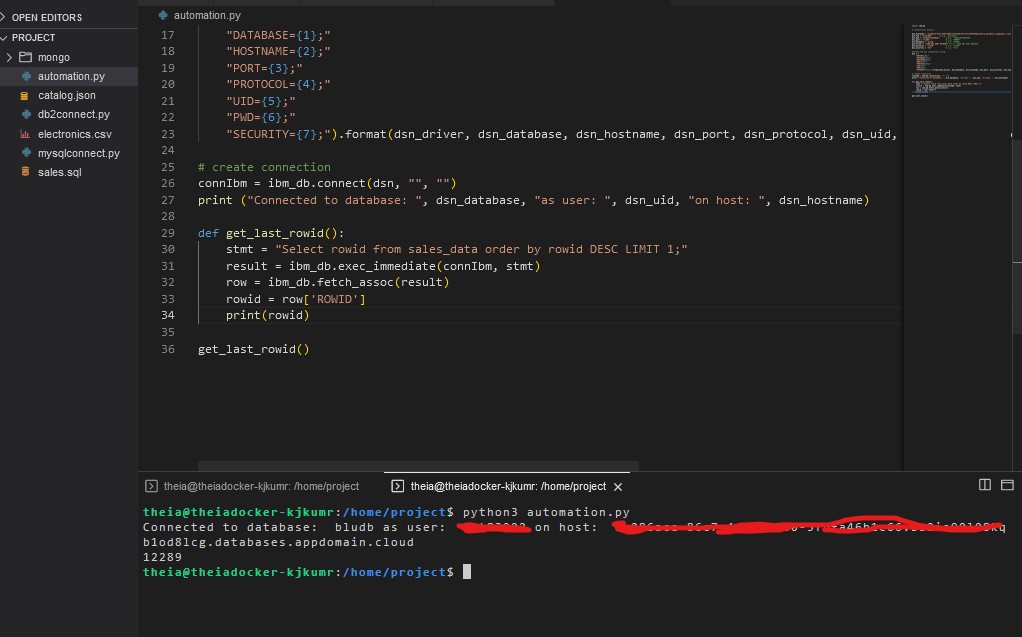 OPEN EDITORS
PROJECT
mongo
automation.py
catalog.json
db2connect.py
electronics.csv
mysqlconnect.py
sales.sql
automation.py
17 "DATABASE={1};"
18 "HOSTNAME={2};"
19 "PORT={3};"
20 "PROTOCOL={4};"
21 "UID={5};"
22 "PWD={6};"
23 "SECURITY={7};").format(dsn_driver, dsn_database, dsn_hostname, dsn_port, dsn_protocol, dsn_uid,
24
25 # create connection
26 connIbm = ibm_db.connect(dsn, "", "")
27 print ("Connected to database: ", dsn_database, "as user: ", dsn_uid, "on host: ", dsn_hostname)
28
29 def get_last_rowid():
30 stmt = "Select rowid from sales_data order by rowid DESC LIMIT 1;"
31 result = ibm_db.exec_immediate(connIbm, stmt)
32 row = ibm_db.fetch_assoc(result)
33 rowid = row['ROWID']
34 print(rowid)
35
36 get_last_rowid()
theia@theiadocker-kjkumr: /home/project
theia@theiadocker-kjkumr: /home/project
theia@theiadocker-kjkumr:/home/project$ python3 automation.py
Connected to database: bludb as user: on host:
b1od8lcg.databases.appdomain.cloud
12289
theia@theiadocker-kjkumr:/home/project$